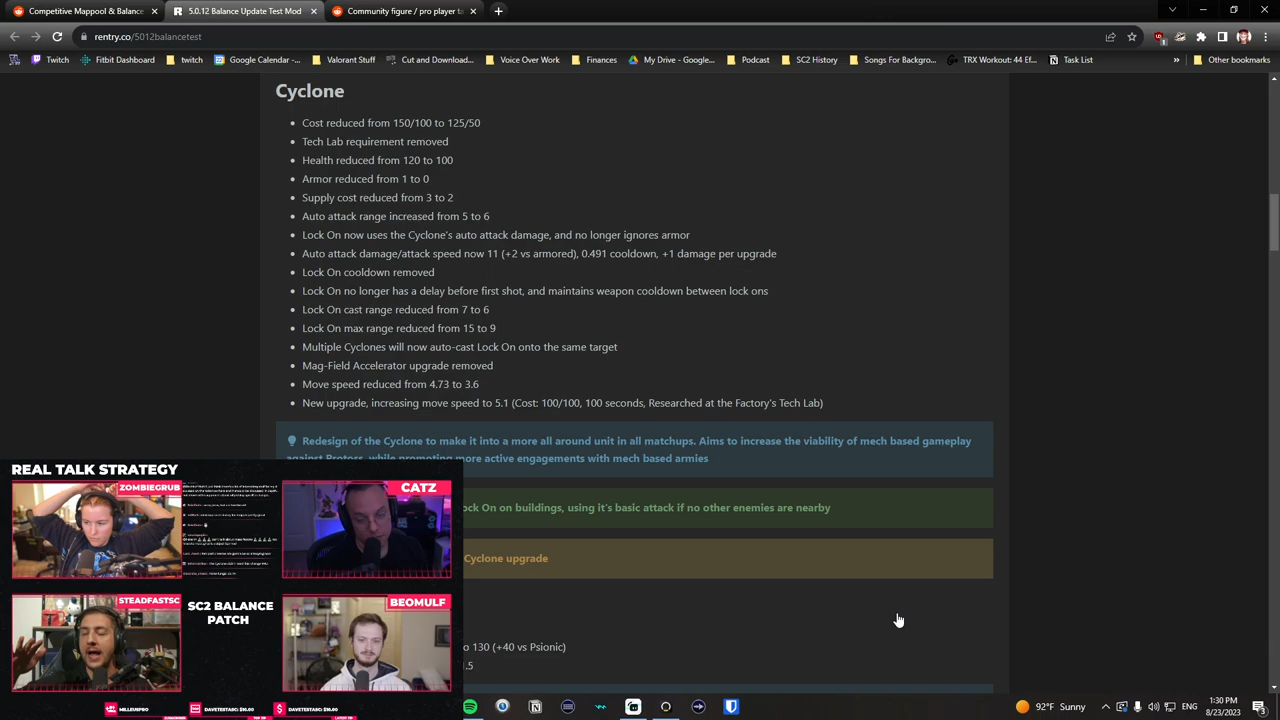 Competitive Mapool & Balance
5.0.12 Balance Update Test Mod
Community figure / pro player ta
rentry.co/5012balancetest
Twitch
Fitbit Dashboard
twitch
Google Calendar -...
Valorant Stuff
Cut and Download...
Voice Over Work
Finances
My Drive - Google...
Podcast
SC2 History
Songs For Backgro...
TRX Workout: 44 Ef...
Task List
Other bookmarks
Cyclone
Cost reduced from 150/100 to 125/50
Tech Lab requirement removed
Health reduced from 120 to 100
Armor reduced from 1 to 0
Supply cost reduced from 3 to 2
Auto attack range increased from 5 to 6
Lock On now uses the Cyclone's auto attack damage, and no longer ignores armor
Auto attack damage/attack speed now 11 (+2 vs armored), 0.491 cooldown, +1 damage per upgrade
Lock On cooldown removed
Lock On no longer has a delay before first shot, and maintains weapon cooldown between lock ons
Lock On cast range reduced from 7 to 6
Lock On max range reduced from 15 to 9
Multiple Cyclones will now auto-cast Lock On onto the same target
Mag-Field Accelerator upgrade removed
Move speed reduced from 4.73 to 3.6
New upgrade, increasing move speed to 5.1 (Cost: 100/100, 100 seconds, Researched at the Factory's Tech Lab)
Redesign of the Cyclone to make it into a more all around unit in all matchups. Aims to increase the viability of mech based gameplay
against Protoss, while promoting more active engagements with mech based armies
ock On on buildings, using it's basic attack if no other enemies are nearby
Cyclone upgrade
o 130 (+40 vs Psionic)
1.5
REAL TALK STRATEGY
ZOMBIEGRUB
CATZ
STEADFASTSC
SC2 BALANCE
PATCH
BEOMULF
MILLEUSPRO
DAVETERTASC: $10.00
DAVETERTASC: $10.00
92°F Sunny
1:30 PM
8/23/2023